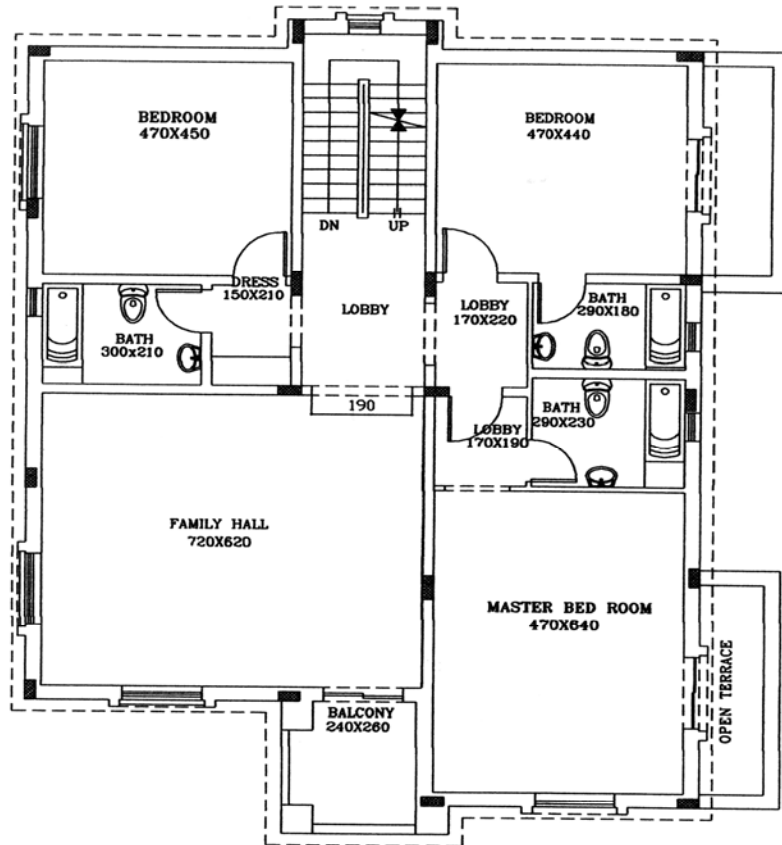 BEDROOM
470X450
BEDROOM
470X440
DN
UP
DRESS
150X210
LOBBY
LOBBY
170X220
BATH
290X180
BATH
300x210
190
LOBBY
170X190
BATH
290X230
FAMILY HALL
720X620
MASTER BED ROOM
470X640
OPEN TERRACE
BALCONY
240X260